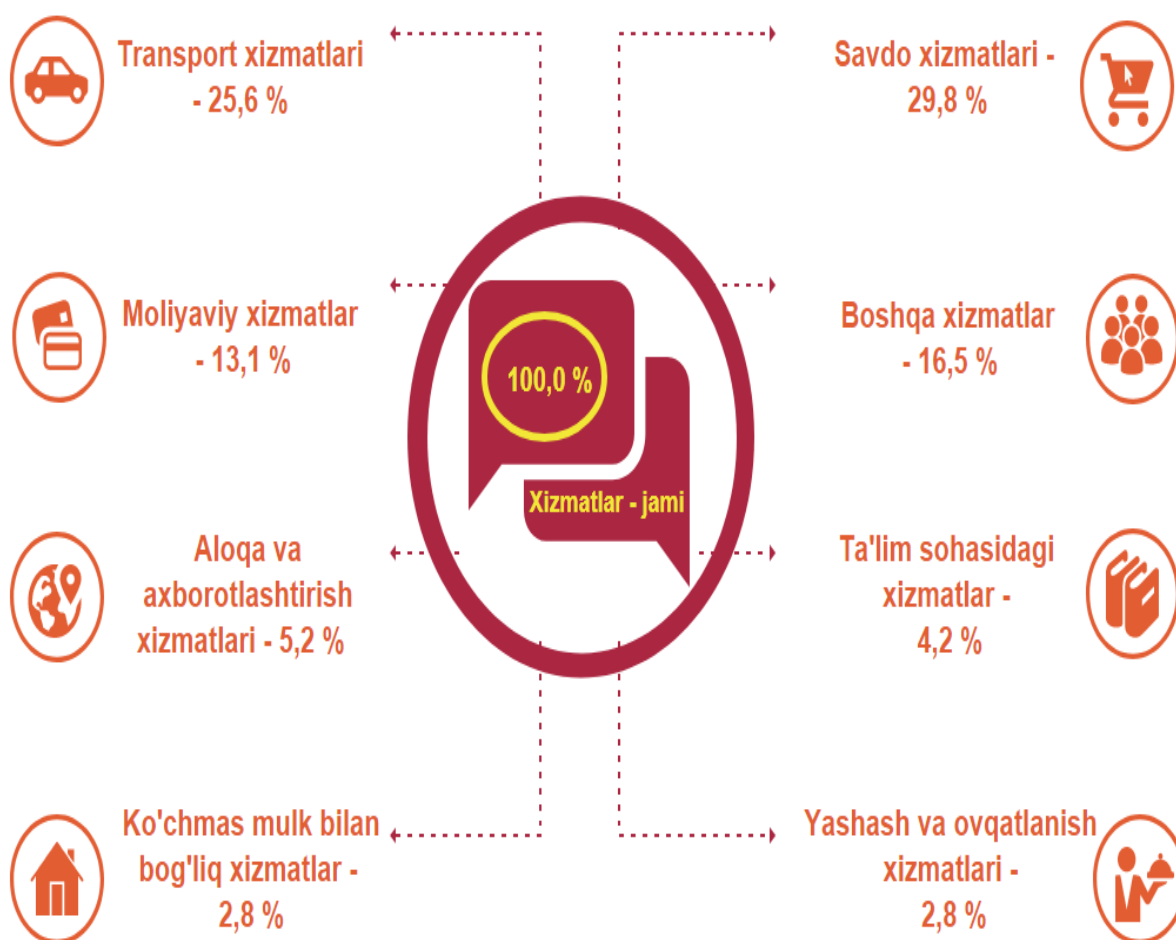 Transport xizmatlari
- 25,6 %
Savdo xizmatlari -
29,8 %
Moliyaviy xizmatlar
- 13,1 %
Boshqa xizmatlar
- 16,5 %
100,0 %
Xizmatlar - jami
Aloqa va
axborotlashtirish
xizmatlari - 5,2 %
Ta'lim sohasidagi
xizmatlar -
4,2 %
Ko'chmas mulk bilan
bog'liq xizmatlar -
2,8 %
Yashash va ovqatlanish
xizmatlari -
2,8 %